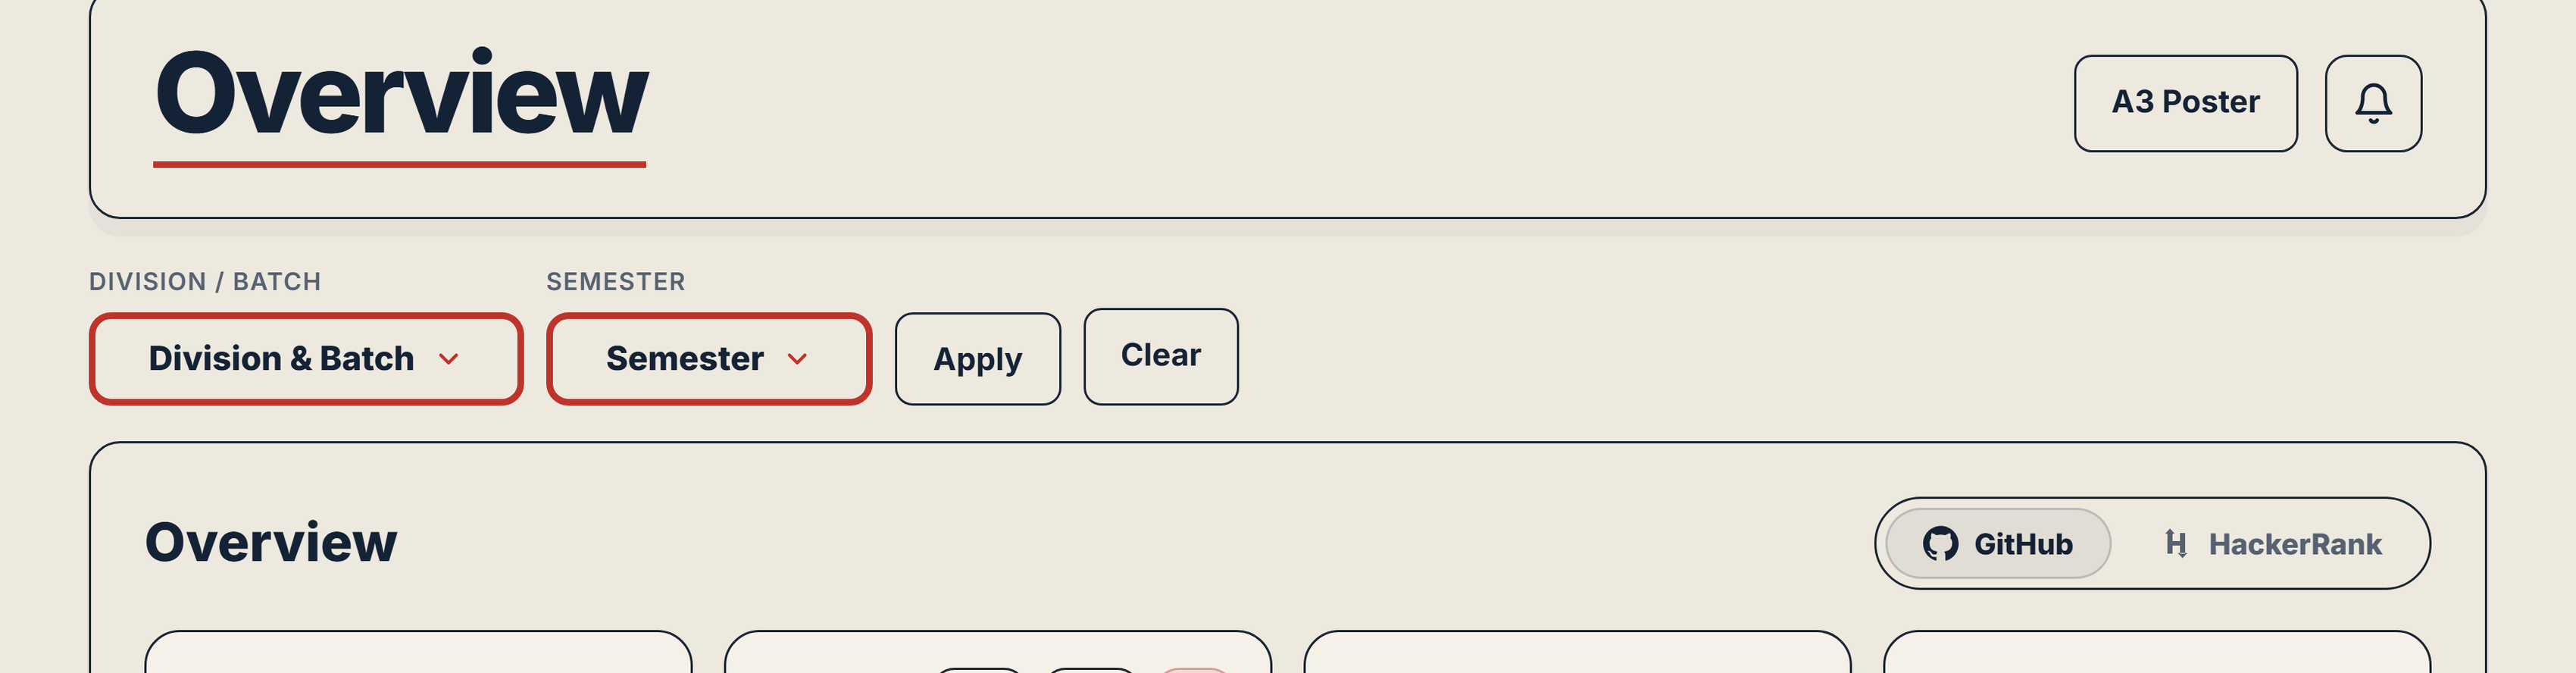 Overview
A3 Poster
DIVISION / BATCH
SEMESTER
Division & Batch
Semester
Apply
Clear
Overview
GitHub
HackerRank